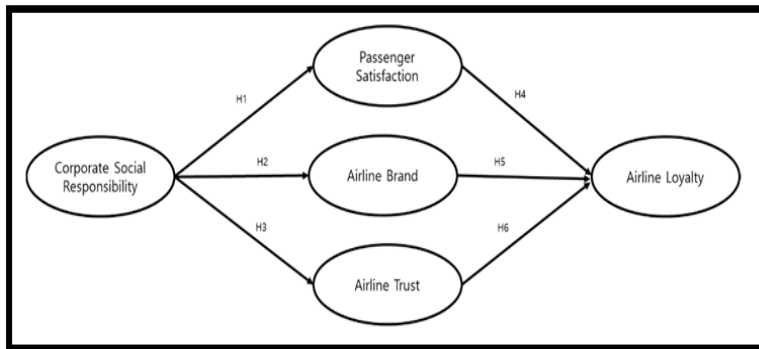 Passenger
Satisfaction
H1
H4
Corporate Social
Responsibility
H2
Airline Brand
H5
Airline Loyalty
H3
H6
Airline Trust